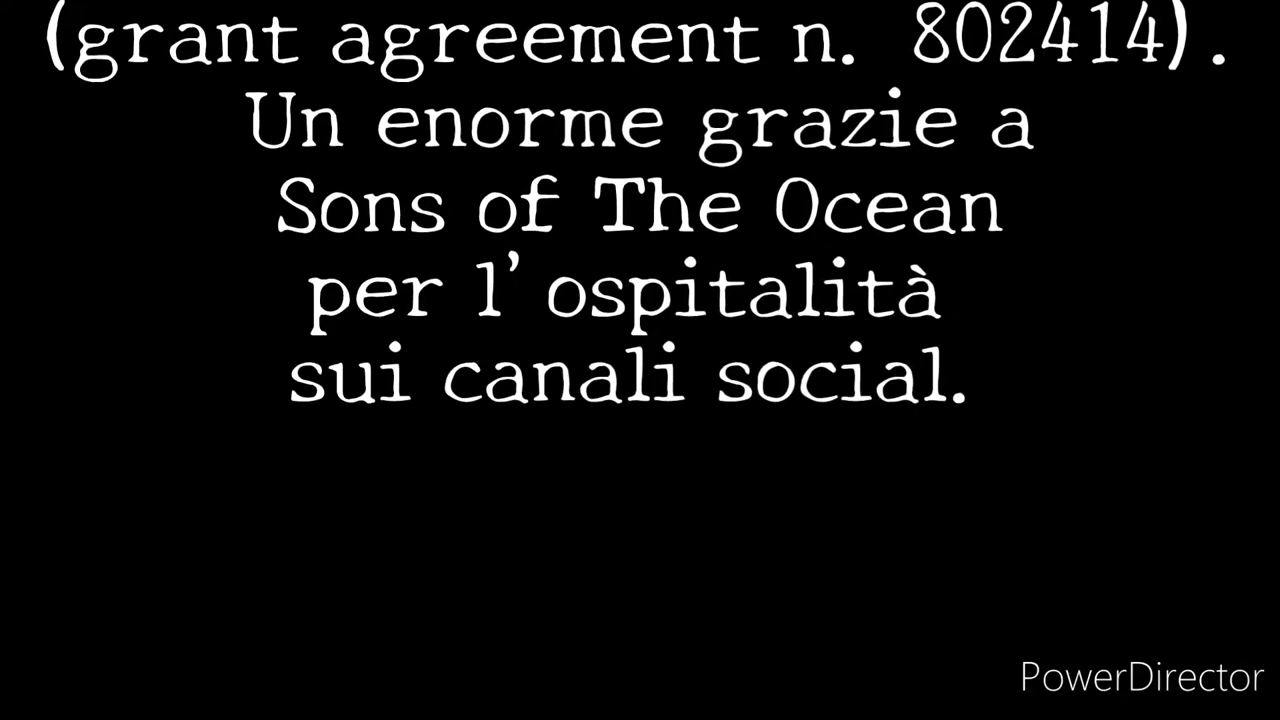 (grant agreement n. 802414).
Un enorme grazie a
Sons of The Ocean
per l'ospitalità
sui canali social.
PowerDirector